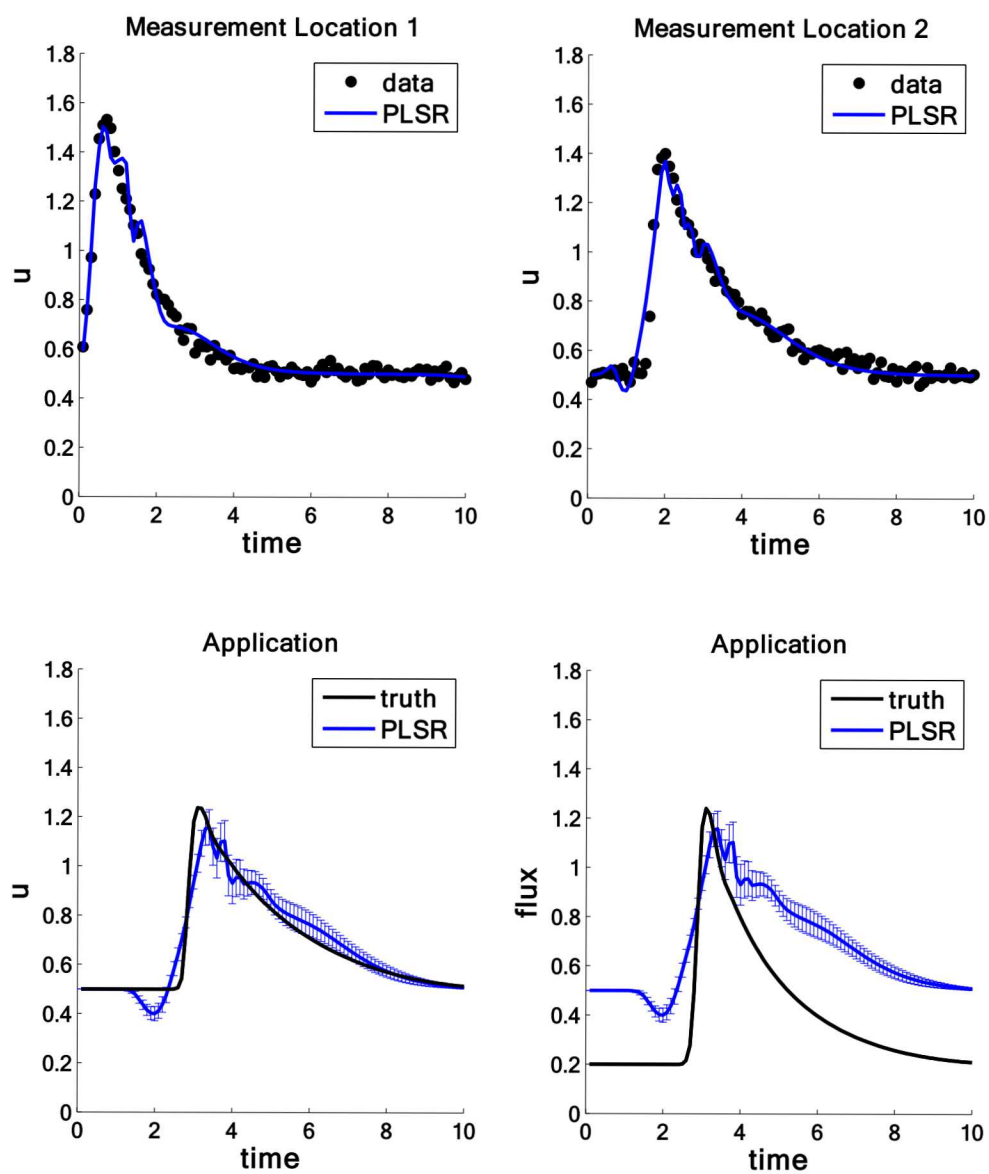 Measurement Location 1
1.8
1.6
1.4
1.2
1
0.8
0.6
0.4
0.2
0
u
data
PLSR
0 2 4 6 8 10
time
Measurement Location 2
1.8
1.6
1.4
1.2
1
0.8
0.6
0.4
0.2
0
u
data
PLSR
0 2 4 6 8 10
time
Application
1.8
1.6
1.4
1.2
1
0.8
0.6
0.4
0.2
0
u
truth
PLSR
0 2 4 6 8 10
time
Application
1.8
1.6
1.4
1.2
1
0.8
0.6
0.4
0.2
0
flux
truth
PLSR
0 2 4 6 8 10
time